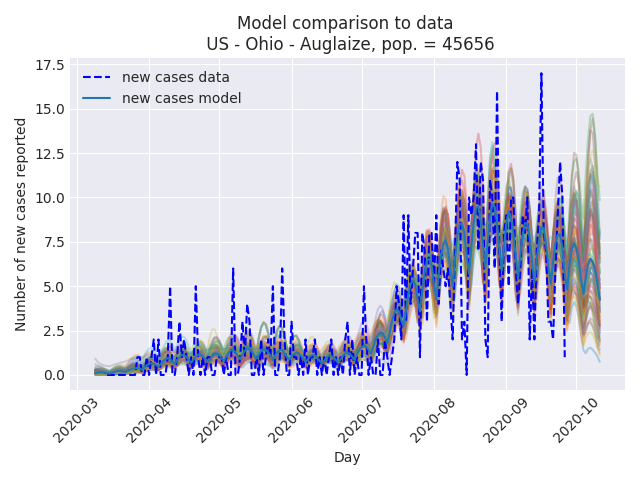 Model comparison to data
US - Ohio - Auglaize, pop. = 45656
17.5
15.0
12.5
10.0
7.5
5.0
2.5
0.0
Number of new cases reported
new cases data
new cases model
2020-03
2020-04
2020-05
2020-06
2020-07
2020-08
2020-09
2020-10
Day